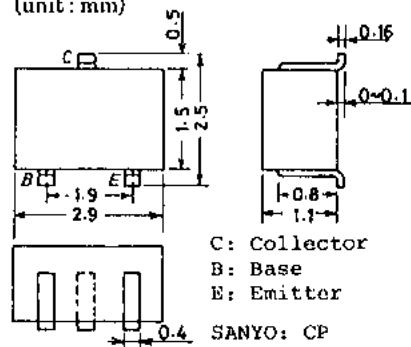 (unit : mm)
0.5
C
0.16
1.5
2.5
0~0.1
B
E
1.9
2.9
0.8
1.1
C: Collector
B: Base
E: Emitter
0.4
SANYO: CP